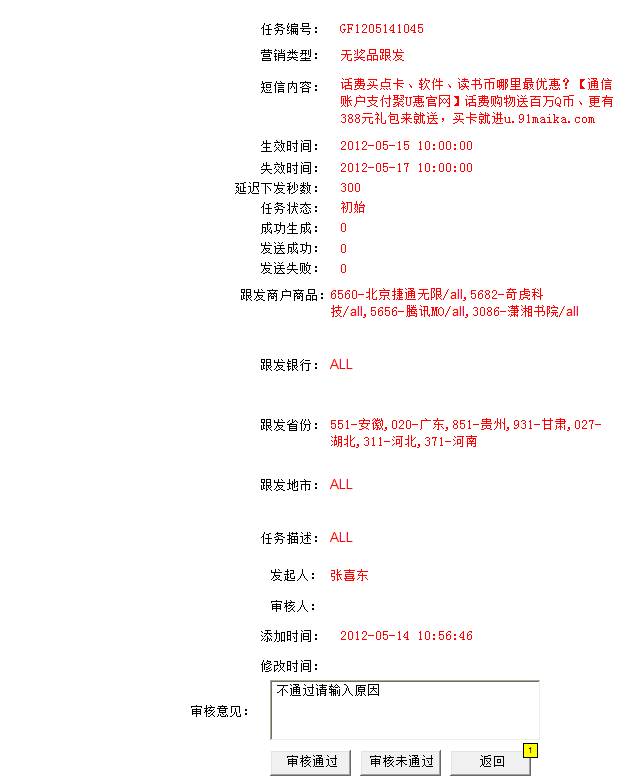 任务编号： GF1205141045
营销类型： 无奖品跟发
短信内容： 话费买点卡、软件、读书币哪里最优惠？【通信
账户支付聚U惠官网】话费购物送百万Q币、更有
388元礼包来就送，买卡就进u.91maika.com
生效时间： 2012-05-15 10:00:00
失效时间： 2012-05-17 10:00:00
延迟下发秒数： 300
任务状态： 初始
成功生成： 0
发送成功： 0
发送失败： 0
跟发商户商品： 6560-北京捷通无限/all,5682-奇虎科
技/all,5656-腾讯MO/all,3086-潇湘书院/all
跟发银行： ALL
跟发省份： 551-安徽,020-广东,851-贵州,931-甘肃,027-
湖北,311-河北,371-河南
跟发地市： ALL
任务描述： ALL
发起人： 张喜东
审核人：
添加时间： 2012-05-14 10:56:46
修改时间：
不通过请输入原因
审核意见：
1
审核通过 审核未通过 返回